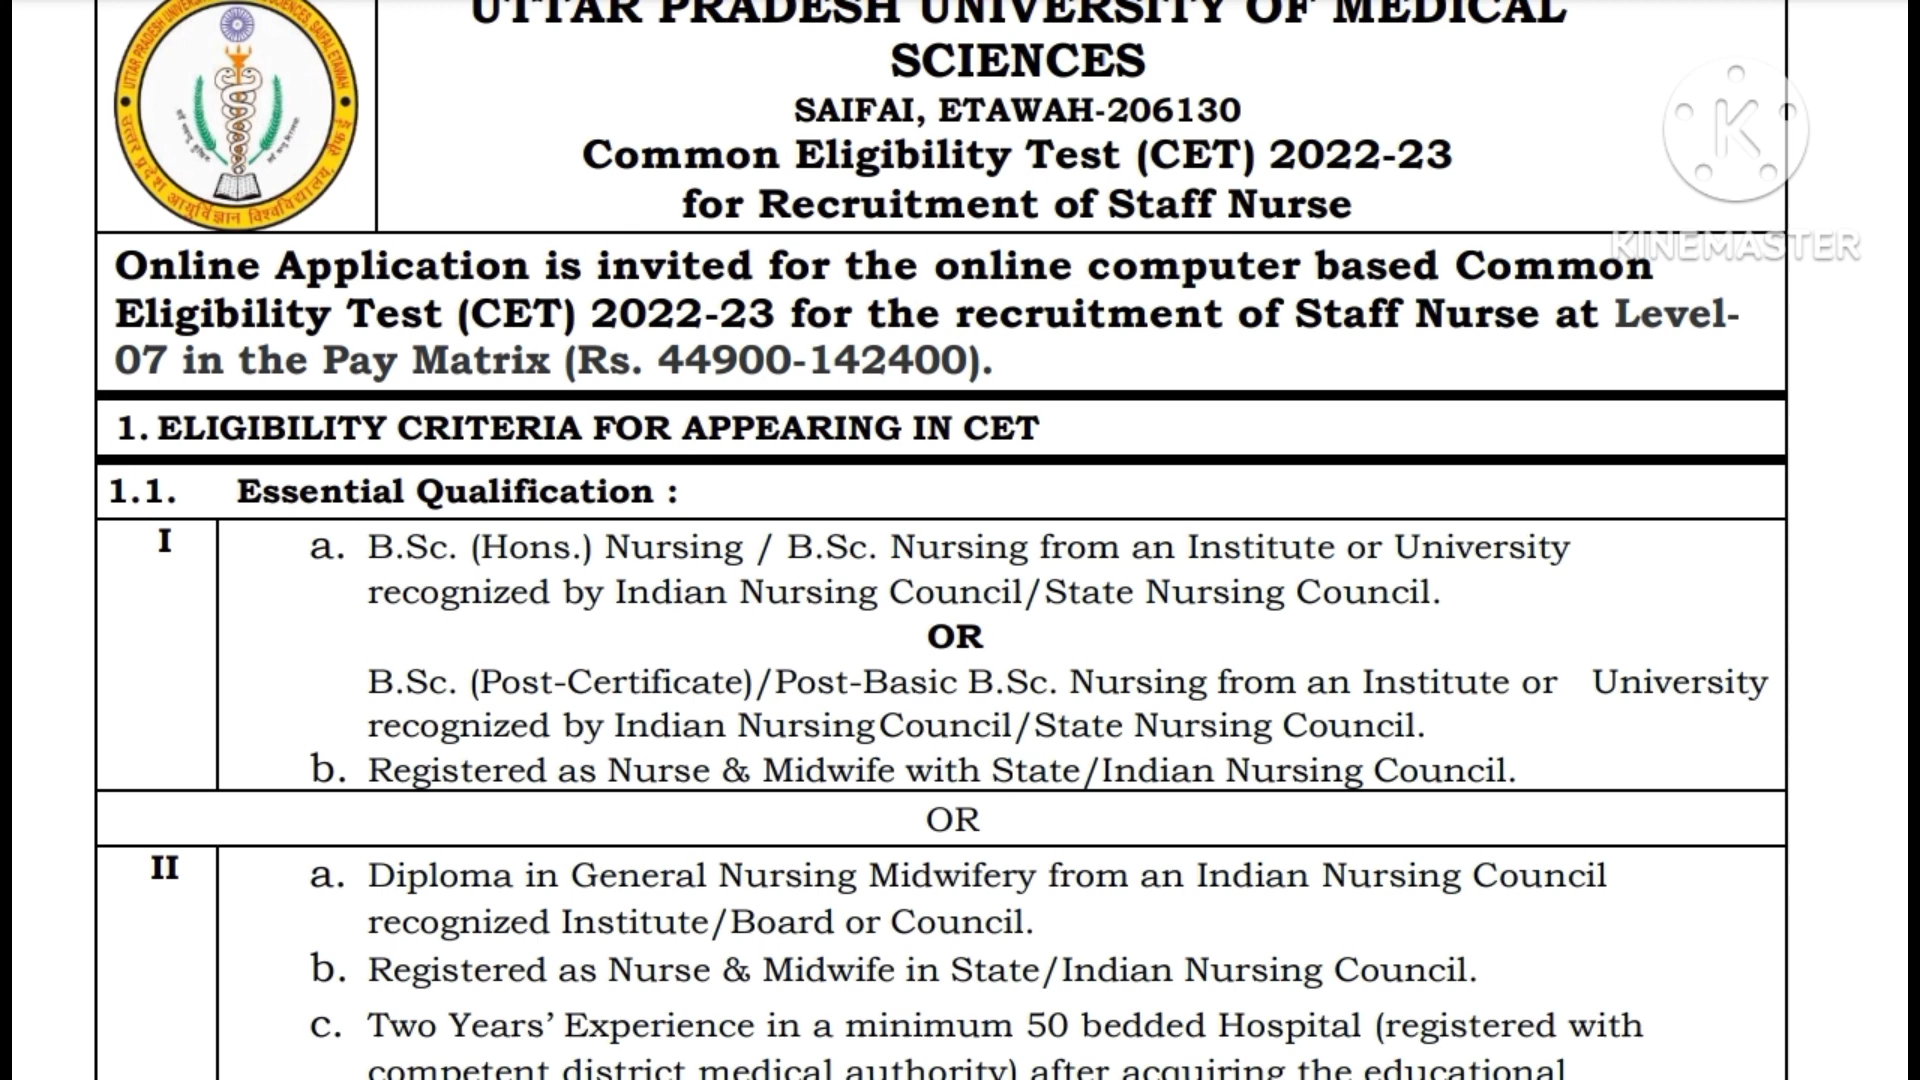 UTTAR PRADESH UNIVERSITY OF MEDICAL
SCIENCES
SAIFAI, ETAWAH-206130
Common Eligibility Test (CET) 2022-23
for Recruitment of Staff Nurse
उत्तर प्रदेश आयुर्विज्ञान विश्वविद्यालय, सैफई
K
KINEMASTER
Online Application is invited for the online computer based Common
Eligibility Test (CET) 2022-23 for the recruitment of Staff Nurse at Level-
07 in the Pay Matrix (Rs. 44900-142400).
1. ELIGIBILITY CRITERIA FOR APPEARING IN CET
1.1. Essential Qualification :
I a. B.Sc. (Hons.) Nursing / B.Sc. Nursing from an Institute or University
recognized by Indian Nursing Council/State Nursing Council.
OR
B.Sc. (Post-Certificate)/Post-Basic B.Sc. Nursing from an Institute or University
recognized by Indian NursingCouncil/State Nursing Council.
b. Registered as Nurse & Midwife with State/Indian Nursing Council.
OR
II a. Diploma in General Nursing Midwifery from an Indian Nursing Council
recognized Institute/Board or Council.
b. Registered as Nurse & Midwife in State/Indian Nursing Council.
c. Two Years' Experience in a minimum 50 bedded Hospital (registered with
competent district medical authority) after acquiring the educational